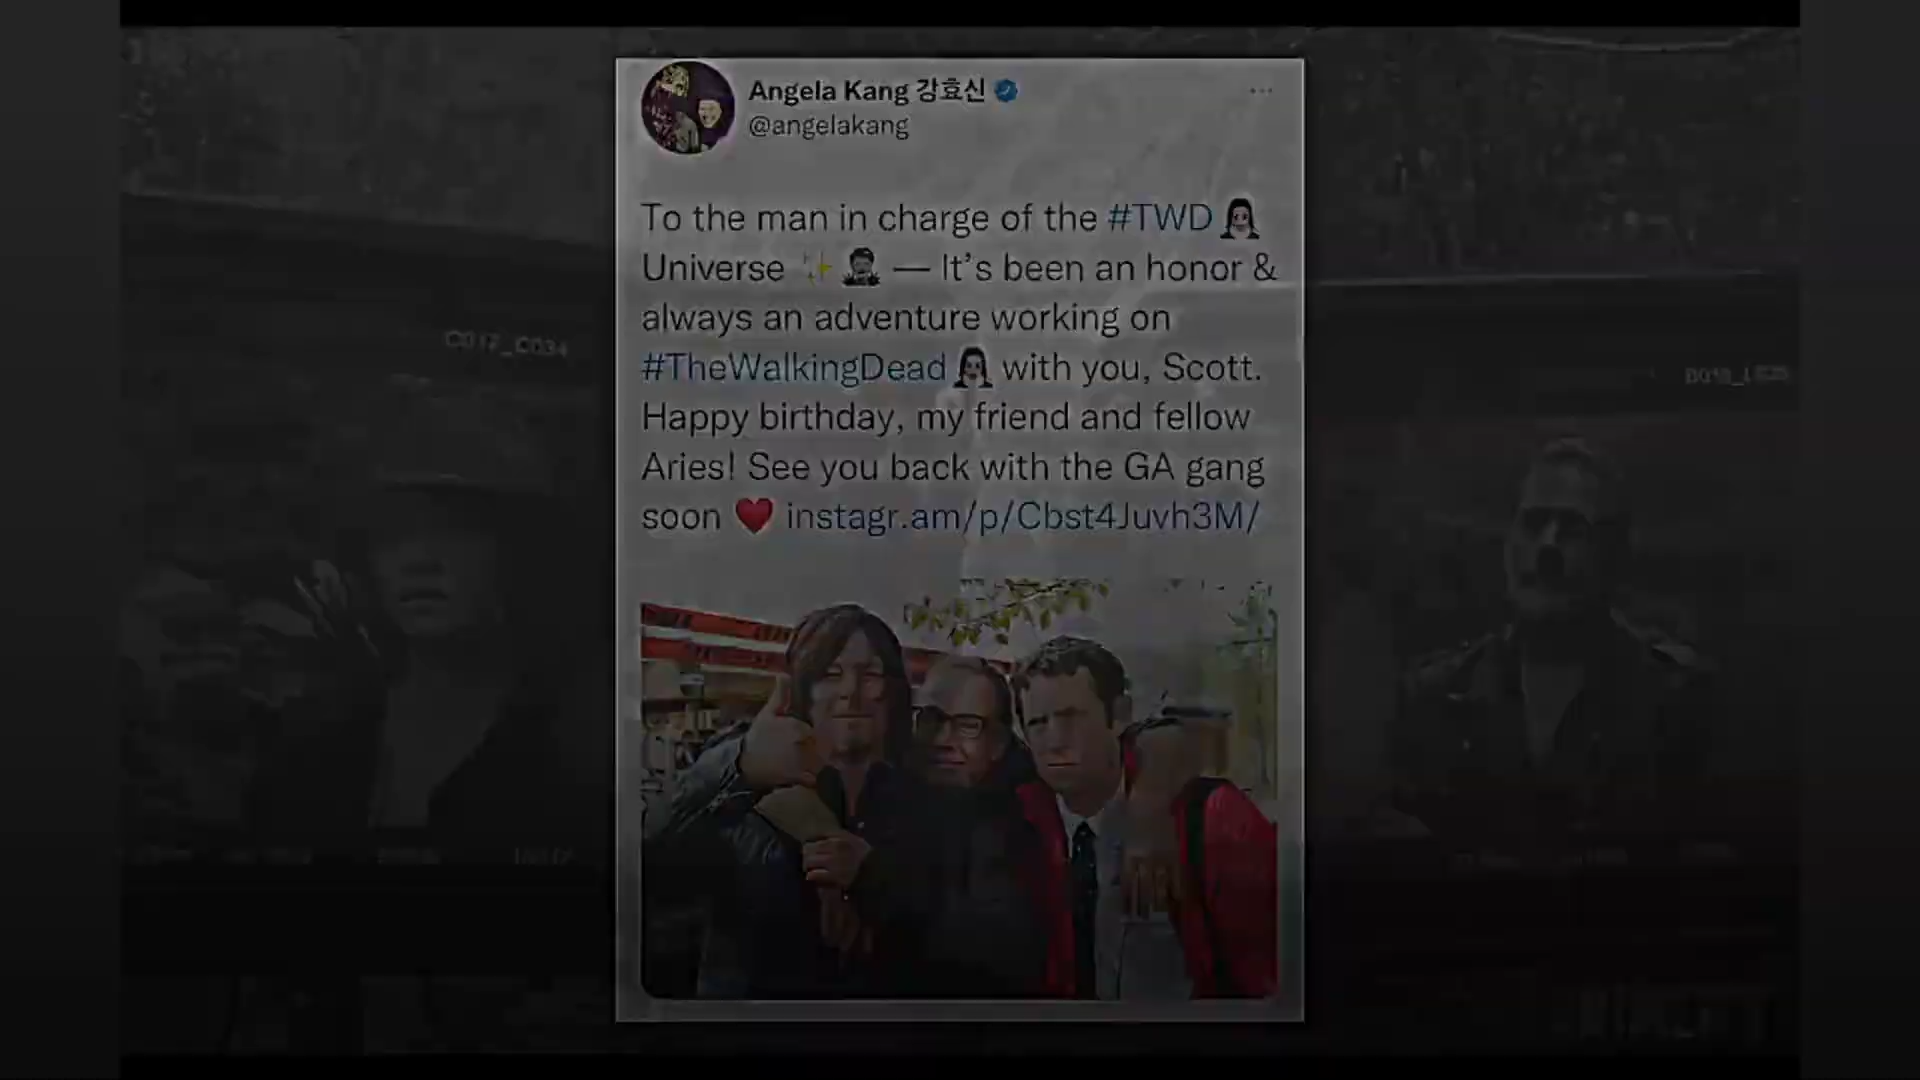 Angela Kang 강효신
@angelakang
To the man in charge of the #TWD
Universe ✨ — It's been an honor &
always an adventure working on
#TheWalkingDead with you, Scott.
Happy birthday, my friend and fellow
Aries! See you back with the GA gang
soon ❤️ instagr.am/p/Cbst4Juvh3M/
C017_C034